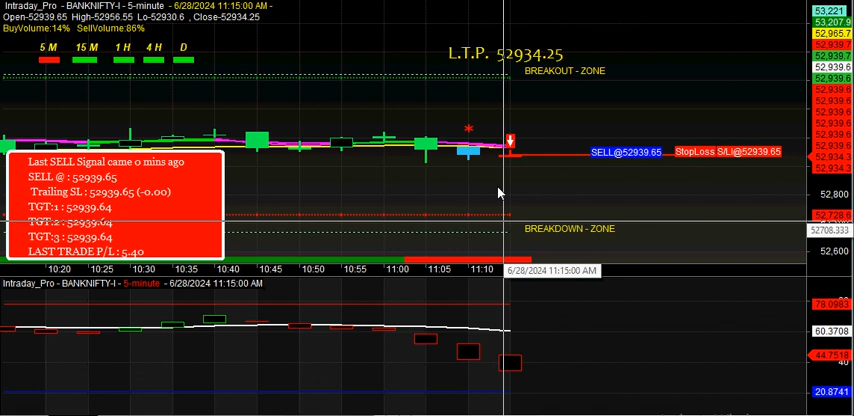 Intraday_Pro - BANKNIFTY-I - 5-minute - 6/28/2024 11:15:00 AM -
Open-52939.65 High-52956.55 Lo-52930.6 , Close-52934.25
BuyVolume:14% SellVolume:86%
5 M 15 M 1 H 4 H D
L.T.P. 52934.25
BREAKOUT - ZONE
53,221
53,207.9
52,965.7
52,939.7
52,939.7
52,939.6
52,939.6
52,939.6
52,939.6
52,939.6
52,939.6
52,939.6
52,934.3
52,934.3
52,800
52,728.6
52708.333
52,600
SELL@52939.65
StopLoss S/L@52939.65
Last SELL Signal came 0 mins ago
SELL @ : 52939.65
Trailing SL : 52939.65 (-0.00)
TGT:1 : 52939.64
TGT:2 : 52939.64
TGT:3 : 52939.64
LAST TRADE P/L : 5.40
BREAKDOWN - ZONE
10:20 10:25 10:30 10:35 10:40 10:45 10:50 10:55 11:00 11:05 11:10
6/28/2024 11:15:00 AM
Intraday_Pro - BANKNIFTY-I - 5-minute - 6/28/2024 11:15:00 AM
78.0983
60.3708
44.7518
40
20.8741